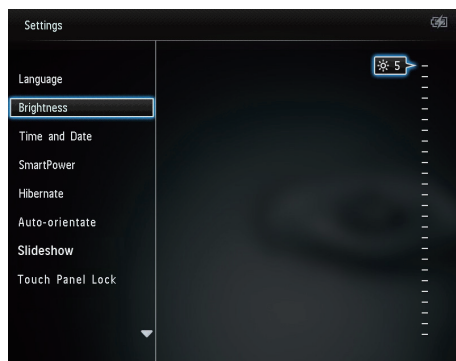 Settings
5
Language
Brightness
Time and Date
SmartPower
Hibernate
Auto-orientate
Slideshow
Touch Panel Lock